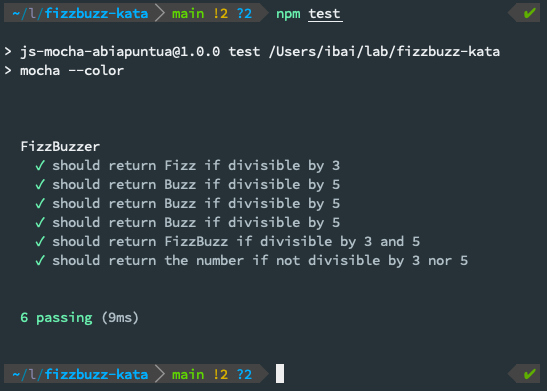 ~/l/fizzbuzz-kata main !2 ?2 npm test ✔
> js-mocha-abiapuntua@1.0.0 test /Users/ibai/lab/fizzbuzz-kata
> mocha --color
FizzBuzzer
✓ should return Fizz if divisible by 3
✓ should return Buzz if divisible by 5
✓ should return Buzz if divisible by 5
✓ should return Buzz if divisible by 5
✓ should return FizzBuzz if divisible by 3 and 5
✓ should return the number if not divisible by 3 nor 5
6 passing (9ms)
~/l/fizzbuzz-kata main !2 ?2 ✔